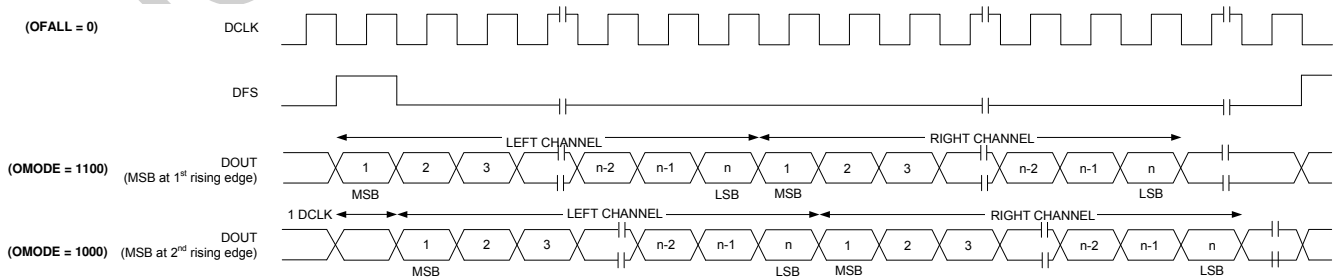 (OFALL = 0) DCLK
DFS
LEFT CHANNEL RIGHT CHANNEL
(OMODE = 1100) DOUT (MSB at 1st rising edge) 1 2 3 n-2 n-1 n 1 2 3 n-2 n-1 n
MSB LSB MSB LSB
1 DCLK LEFT CHANNEL RIGHT CHANNEL
(OMODE = 1000) DOUT (MSB at 2nd rising edge) 1 2 3 n-2 n-1 n 1 2 3 n-2 n-1 n
MSB LSB MSB LSB